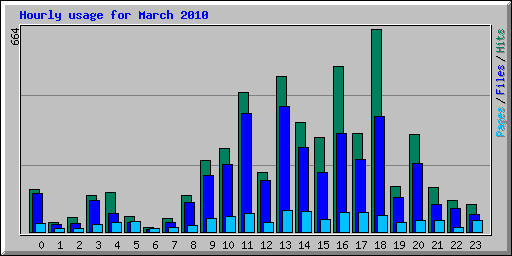 Hourly usage for March 2010
664
Pages / Files / Hits
0 1 2 3 4 5 6 7 8 9 10 11 12 13 14 15 16 17 18 19 20 21 22 23